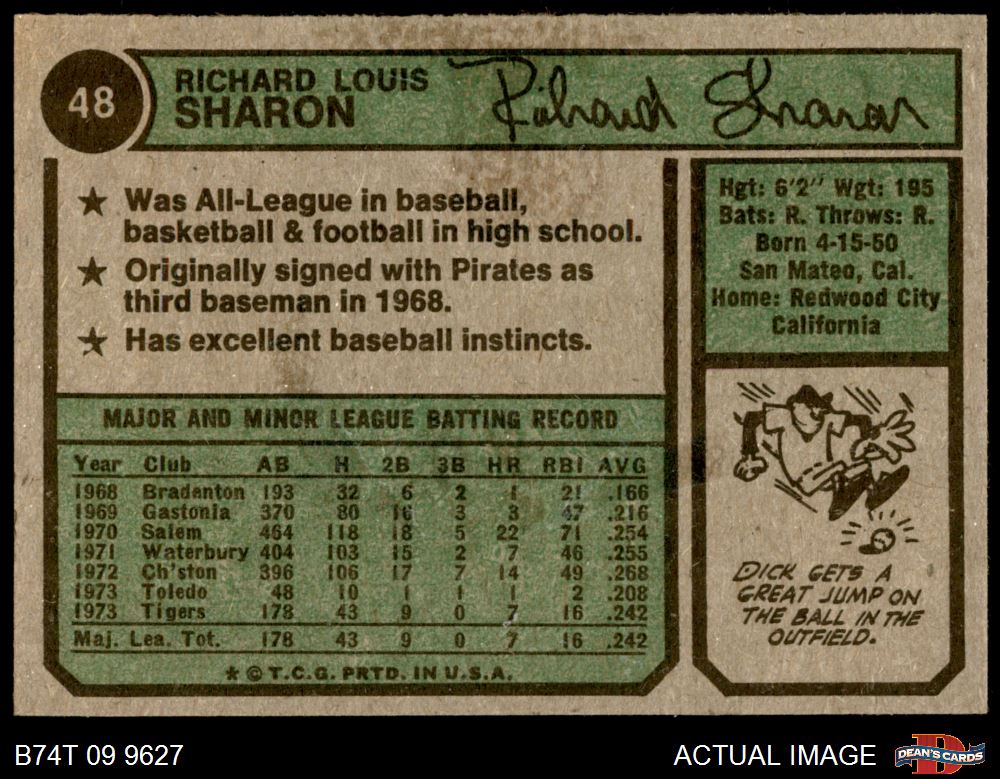 48
RICHARD LOUIS
SHARON
Richard Sharon
★ Was All-League in baseball,
basketball & football in high school.
★ Originally signed with Pirates as
third baseman in 1968.
★ Has excellent baseball instincts.
Hgt: 6'2" Wgt: 195
Bats: R. Throws: R.
Born 4-15-50
San Mateo, Cal.
Home: Redwood City
California
MAJOR AND MINOR LEAGUE BATTING RECORD
Year Club AB H 2B 3B HR RBI AVG
1968 Bradenton 193 32 6 2 1 21 .166
1969 Gastonia 370 80 16 3 3 47 .216
1970 Salem 464 118 18 5 22 71 .254
1971 Waterbury 404 103 15 2 7 46 .255
1972 Ch'ston 396 106 17 7 14 49 .268
1973 Toledo 48 10 1 1 1 2 .208
1973 Tigers 178 43 9 0 7 16 .242
Maj. Lea. Tot. 178 43 9 0 7 16 .242
* © T.C.G. PRTD. IN U.S.A.
DICK GETS A
GREAT JUMP ON
THE BALL IN THE
OUTFIELD.
B74T 09 9627
ACTUAL IMAGE
DEAN'S CARDS